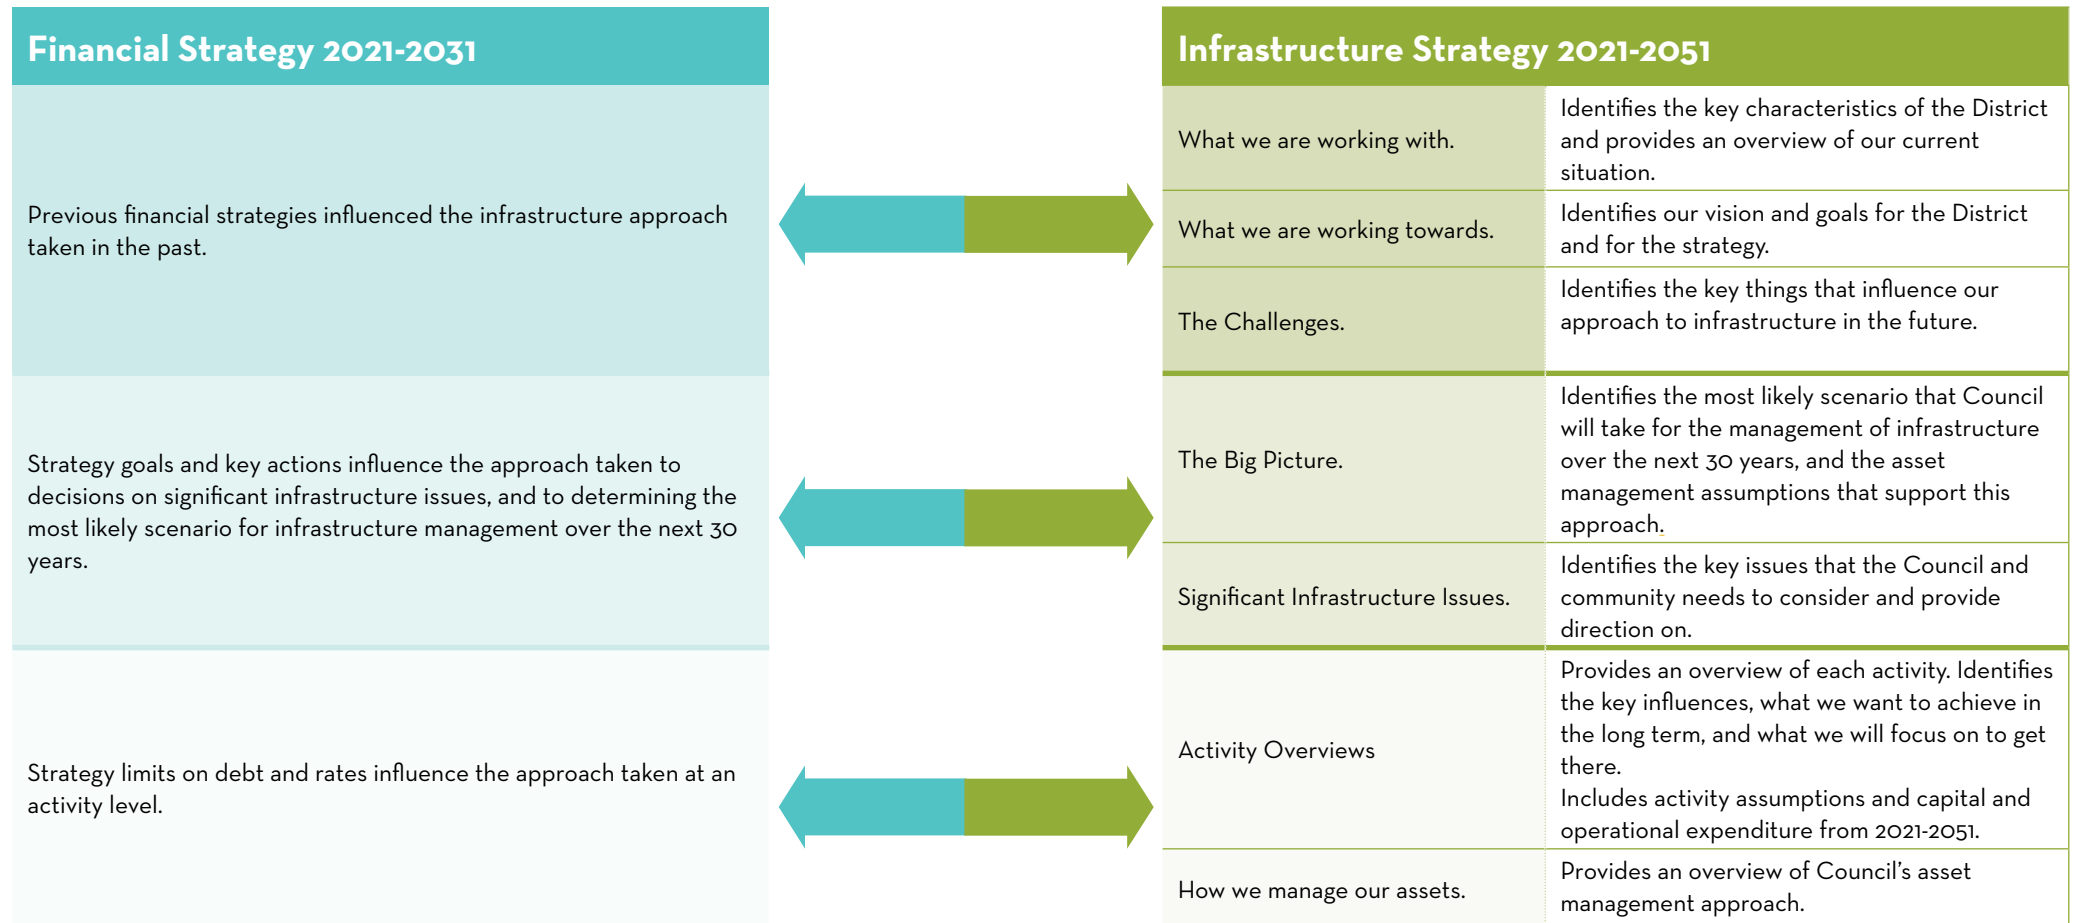 Financial Strategy 2021-2031
Previous financial strategies influenced the infrastructure approach
taken in the past.
Strategy goals and key actions influence the approach taken to
decisions on significant infrastructure issues, and to determining the
most likely scenario for infrastructure management over the next 30
years.
Strategy limits on debt and rates influence the approach taken at an
activity level.
Infrastructure Strategy 2021-2051
What we are working with.
Identifies the key characteristics of the District
and provides an overview of our current
situation.
What we are working towards.
Identifies our vision and goals for the District
and for the strategy.
The Challenges.
Identifies the key things that influence our
approach to infrastructure in the future.
The Big Picture.
Identifies the most likely scenario that Council
will take for the management of infrastructure
over the next 30 years, and the asset
management assumptions that support this
approach.
Significant Infrastructure Issues.
Identifies the key issues that the Council and
community needs to consider and provide
direction on.
Activity Overviews
Provides an overview of each activity. Identifies
the key influences, what we want to achieve in
the long term, and what we will focus on to get
there.
Includes activity assumptions and capital and
operational expenditure from 2021-2051.
How we manage our assets.
Provides an overview of Council's asset
management approach.